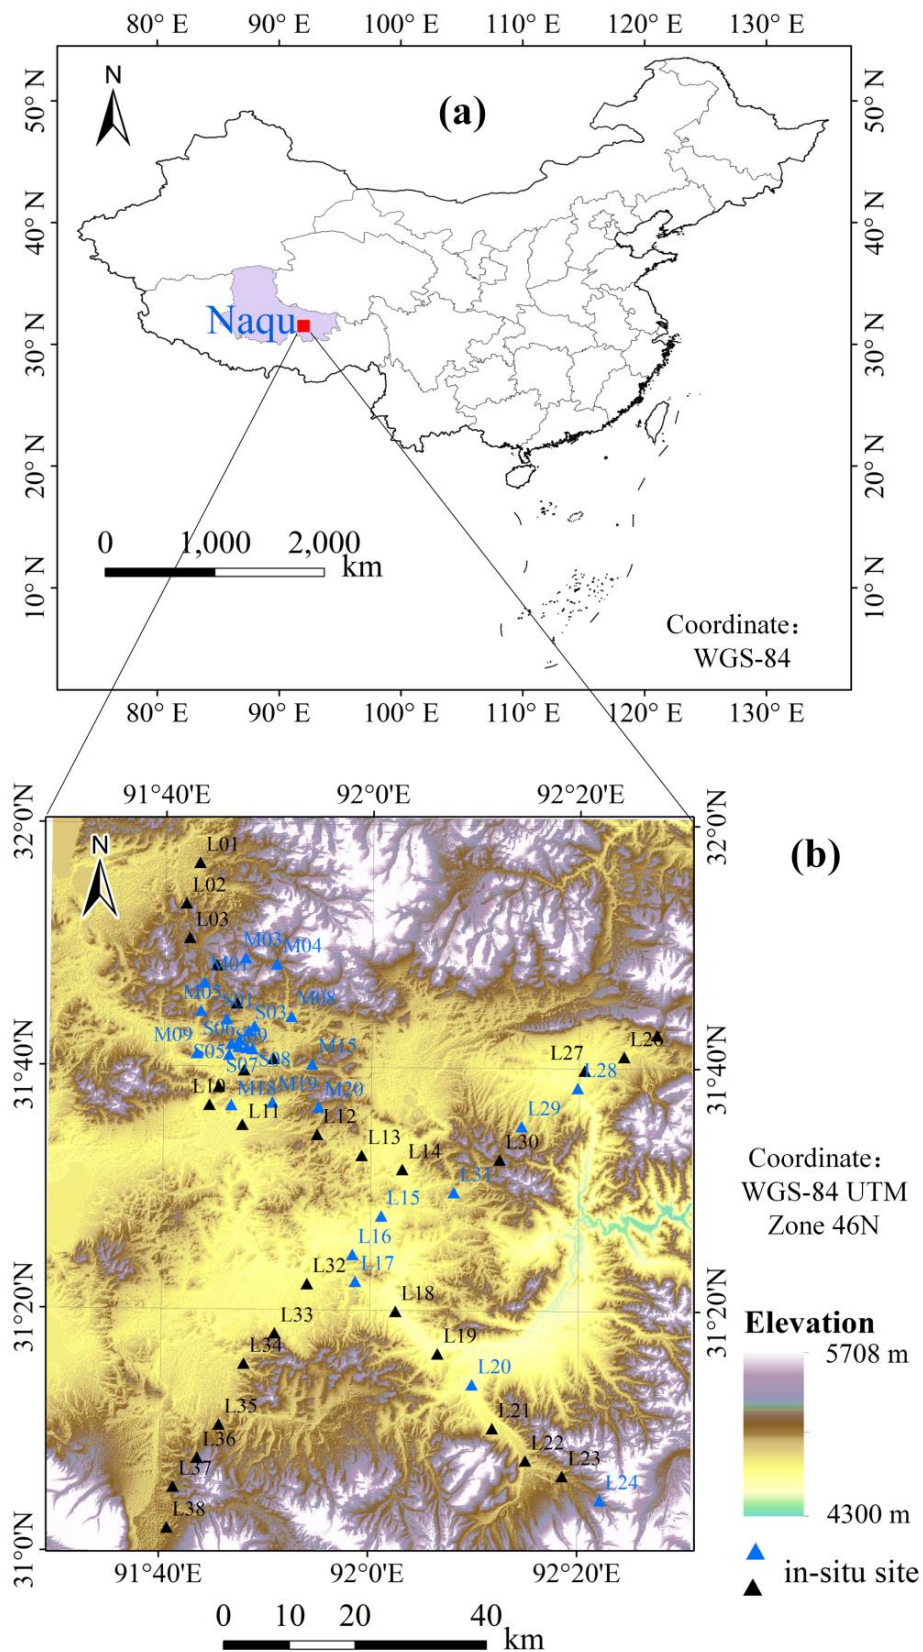 80° E 90° E 100° E 110° E 120° E 130° E
N
(a)
50° N
50° N
40° N
40° N
Naqu
30° N
30° N
20° N
20° N
0 1,000 2,000
km
10° N
10° N
Coordinate：
WGS-84
80° E 90° E 100° E 110° E 120° E 130° E
91°40'E 92°0'E 92°20'E
32°0'N
32°0'N
N
(b)
L01
L02
L03
M03
M04
M01
M05
S01
M08
S03
S06
M09
S05
S08
S07
M15
L26
L27
L28
31°40'N
31°40'N
L10
M18
M19
M20
L11
L12
L29
L13
L14
L30
L31
Coordinate：
WGS-84 UTM
Zone 46N
L15
L16
L17
L32
L18
31°20'N
31°20'N
L33
L34
L19
L20
Elevation
5708 m
L35
L36
L21
L22
L23
L37
L24
L38
4300 m
31°0'N
31°0'N
in-situ site
91°40'E 92°0'E 92°20'E
0 10 20 40
km